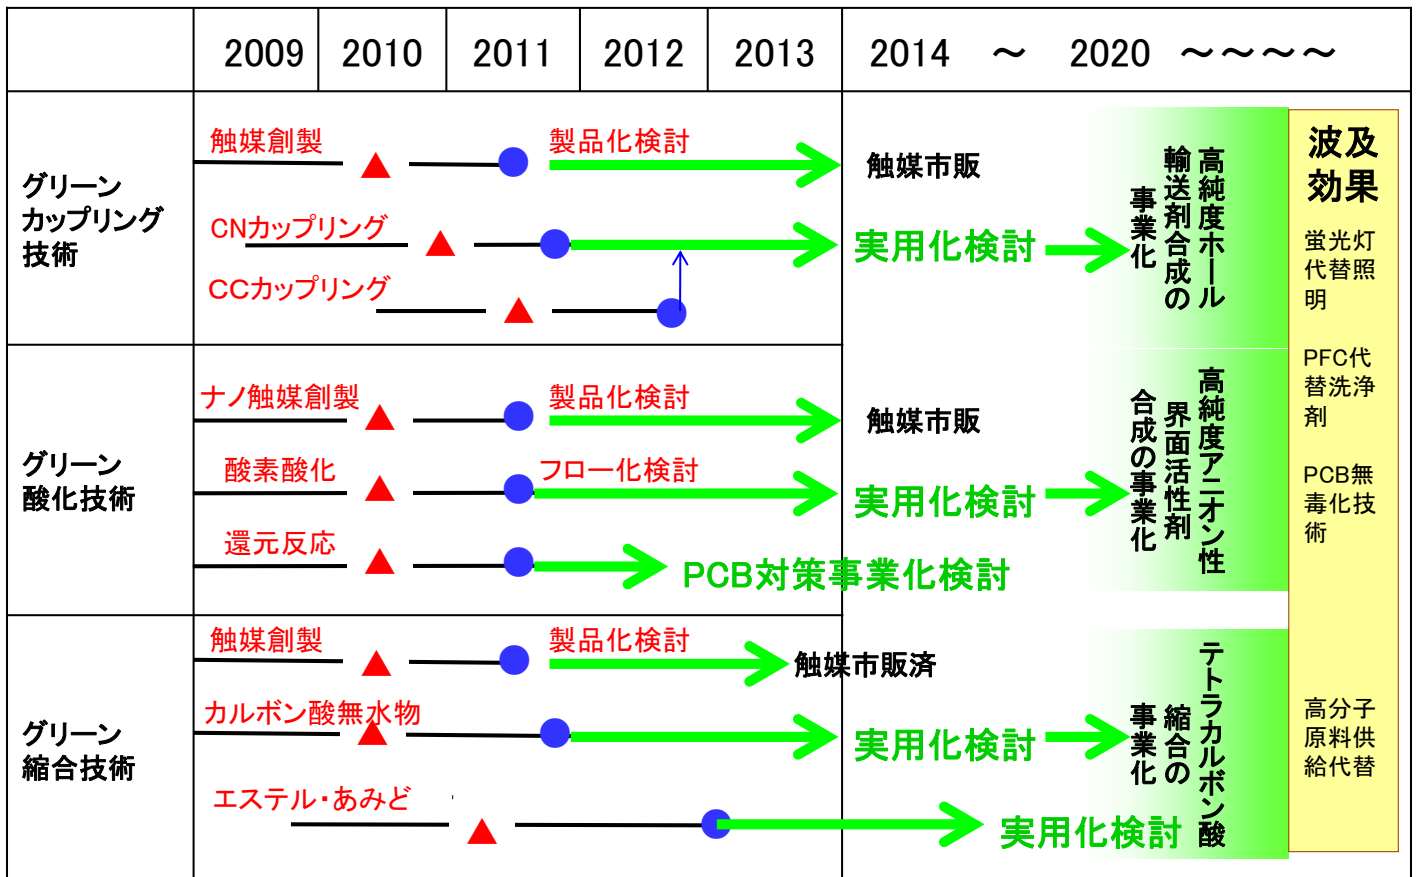 2009 2010 2011 2012 2013 2014 ～ 2020 ～～～～
グリーン
カップリング
技術
触媒創製
製品化検討
触媒市販
CNカップリング
実用化検討
CCカップリング
高純度ホール
輸送剤合成の
事業化
グリーン
酸化技術
ナノ触媒創製
製品化検討
触媒市販
酸素酸化
フロー化検討
実用化検討
還元反応
PCB対策事業化検討
高純度アニオン性
界面活性剤
合成の事業化
グリーン
縮合技術
触媒創製
製品化検討
触媒市販済
カルボン酸無水物
実用化検討
エステル・あみど
実用化検討
テトラカルボン酸
縮合の
事業化
波及
効果
蛍光灯
代替照
明
PFC代
替洗浄
剤
PCB無
毒化技
術
高分子
原料供
給代替